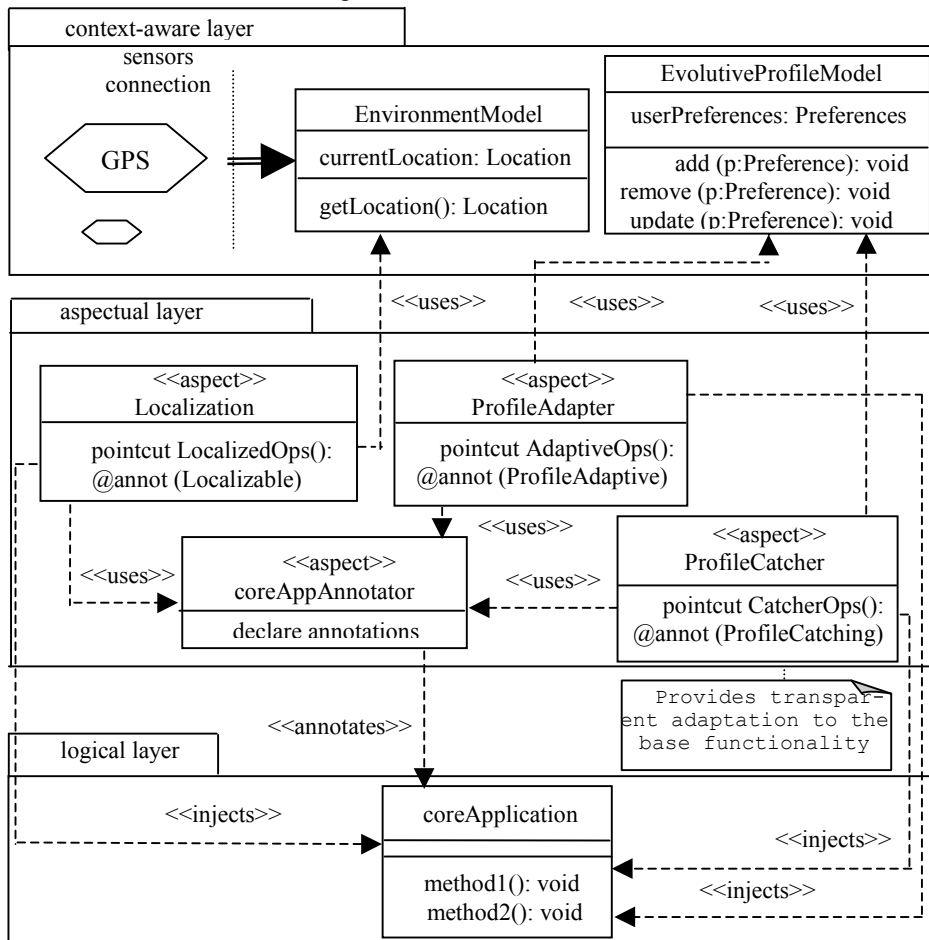 context-aware layer
sensors
connection
GPS
EnvironmentModel
currentLocation: Location
getLocation(): Location
EvolutiveProfileModel
userPreferences: Preferences
add (p:Preference): void
remove (p:Preference): void
update (p:Preference): void
<<uses>>
<<uses>>
<<uses>>
aspectual layer
<<aspect>>
Localization
pointcut LocalizedOps():
@annot (Localizable)
<<aspect>>
ProfileAdapter
pointcut AdaptiveOps():
@annot (ProfileAdaptive)
<<uses>>
<<uses>>
<<aspect>>
coreAppAnnotator
declare annotations
<<uses>>
<<aspect>>
ProfileCatcher
pointcut CatcherOps():
@annot (ProfileCatching)
Provides transpar-
ent adaptation to the
base functionality
<<annotates>>
logical layer
<<injects>>
coreApplication
method1(): void
method2(): void
<<injects>>
<<injects>>